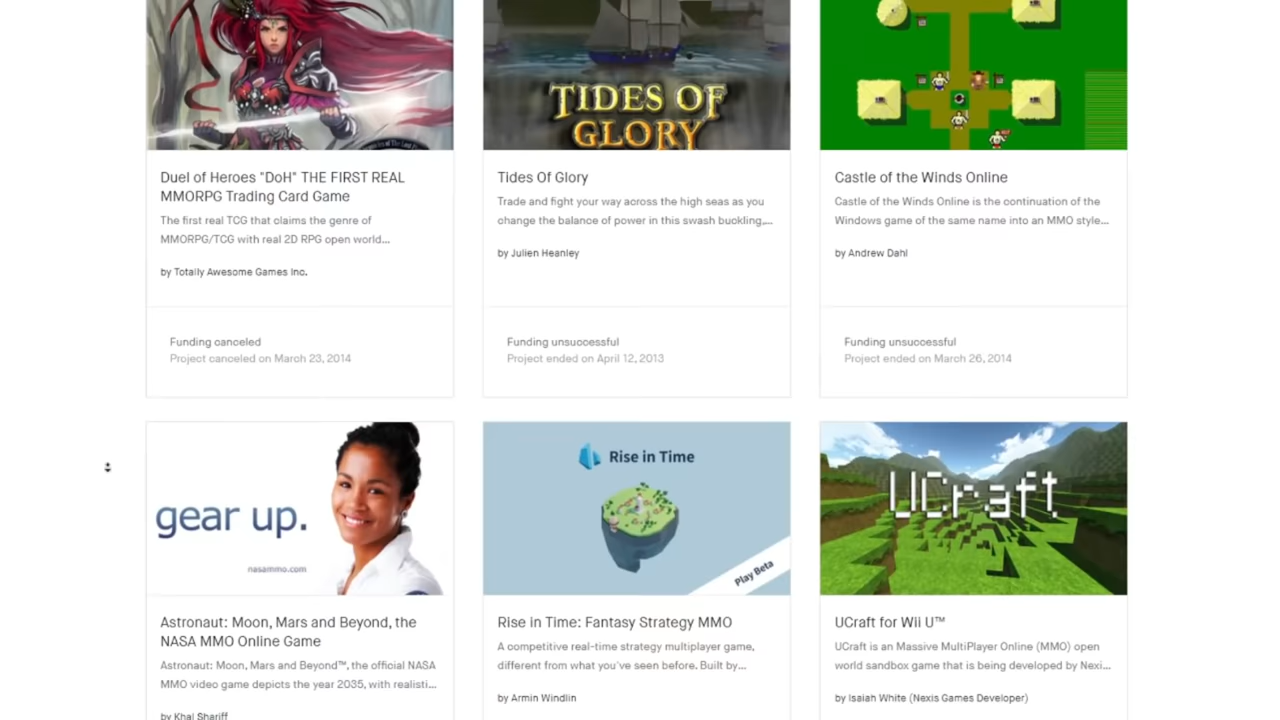 TIDES OF
GLORY
Duel of Heroes "DoH" THE FIRST REAL
MMORPG Trading Card Game
The first real TCG that claims the genre of
MMORPG/TCG with real 2D RPG open world...
by Totally Awesome Games Inc.
Funding canceled
Project canceled on March 23, 2014
Tides Of Glory
Trade and fight your way across the high seas as you
change the balance of power in this swash buckling,...
by Julien Heanley
Funding unsuccessful
Project ended on April 12, 2013
Castle of the Winds Online
Castle of the Winds Online is the continuation of the
Windows game of the same name into an MMO style...
by Andrew Dahl
Funding unsuccessful
Project ended on March 26, 2014
gear up.
nasammo.com
Astronaut: Moon, Mars and Beyond, the
NASA MMO Online Game
Astronaut: Moon, Mars and Beyond™, the official NASA
MMO video game depicts the year 2035, with realisti...
by Khal Shariff
Rise in Time
Play Beta
Rise in Time: Fantasy Strategy MMO
A competitive real-time strategy multiplayer game,
different from what you've seen before. Built by...
by Armin Windlin
UCraft
UCraft for Wii U™
UCraft is an Massive MultiPlayer Online (MMO) open
world sandbox game that is being developed by Nexi...
by Isaiah White (Nexis Games Developer)